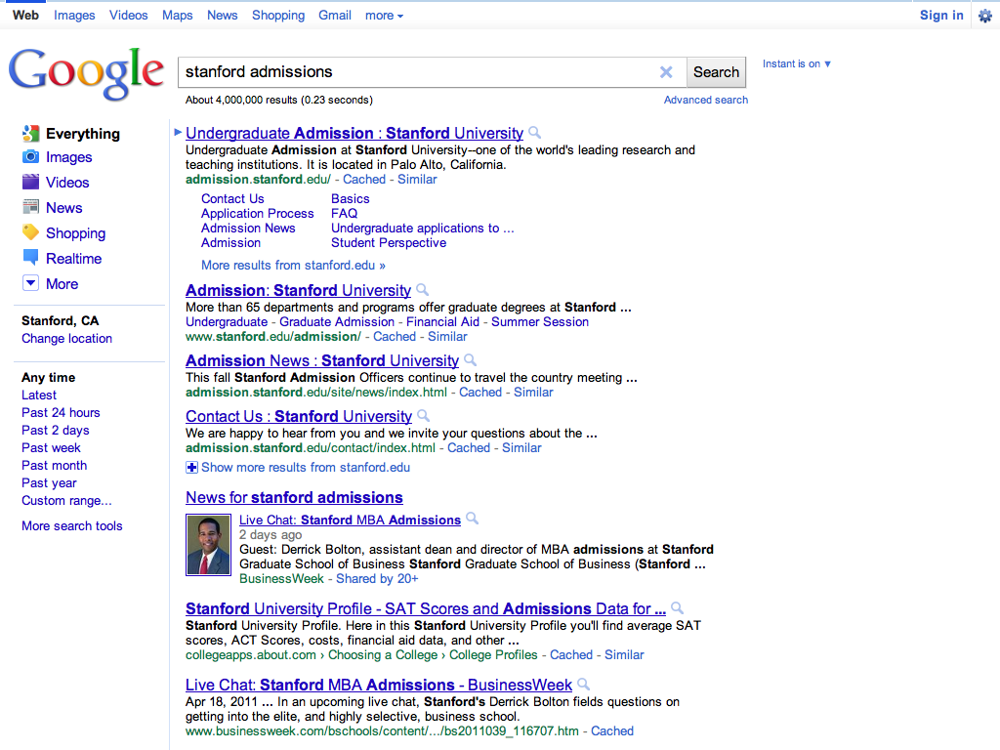 Web Images Videos Maps News Shopping Gmail more Sign in
Google
stanford admissions
Search
Instant is on ▼
About 4,000,000 results (0.23 seconds)
Advanced search
Everything
Images
Videos
News
Shopping
Realtime
More
Stanford, CA
Change location
Any time
Latest
Past 24 hours
Past 2 days
Past week
Past month
Past year
Custom range...
More search tools
Undergraduate Admission : Stanford University
Undergraduate Admission at Stanford University--one of the world's leading research and
teaching institutions. It is located in Palo Alto, California.
admission.stanford.edu/ - Cached - Similar
Contact Us Basics
Application Process FAQ
Admission News Undergraduate applications to ...
Admission Student Perspective
More results from stanford.edu »
Admission: Stanford University
More than 65 departments and programs offer graduate degrees at Stanford ...
Undergraduate - Graduate Admission - Financial Aid - Summer Session
www.stanford.edu/admission/ - Cached - Similar
Admission News : Stanford University
This fall Stanford Admission Officers continue to travel the country meeting ...
admission.stanford.edu/site/news/index.html - Cached - Similar
Contact Us : Stanford University
We are happy to hear from you and we invite your questions about the ...
admission.stanford.edu/contact/index.html - Cached - Similar
Show more results from stanford.edu
News for stanford admissions
Live Chat: Stanford MBA Admissions
2 days ago
Guest: Derrick Bolton, assistant dean and director of MBA admissions at Stanford
Graduate School of Business Stanford Graduate School of Business (Stanford ...
BusinessWeek - Shared by 20+
Stanford University Profile - SAT Scores and Admissions Data for ...
Stanford University Profile. Here in this Stanford University Profile you'll find average SAT
scores, ACT Scores, costs, financial aid data, and other ...
collegeapps.about.com › Choosing a College › College Profiles - Cached - Similar
Live Chat: Stanford MBA Admissions - BusinessWeek
Apr 18, 2011 ... In an upcoming live chat, Stanford's Derrick Bolton fields questions on
getting into the elite, and highly selective, business school.
www.businessweek.com/bschools/content/.../bs2011039_116707.htm - Cached